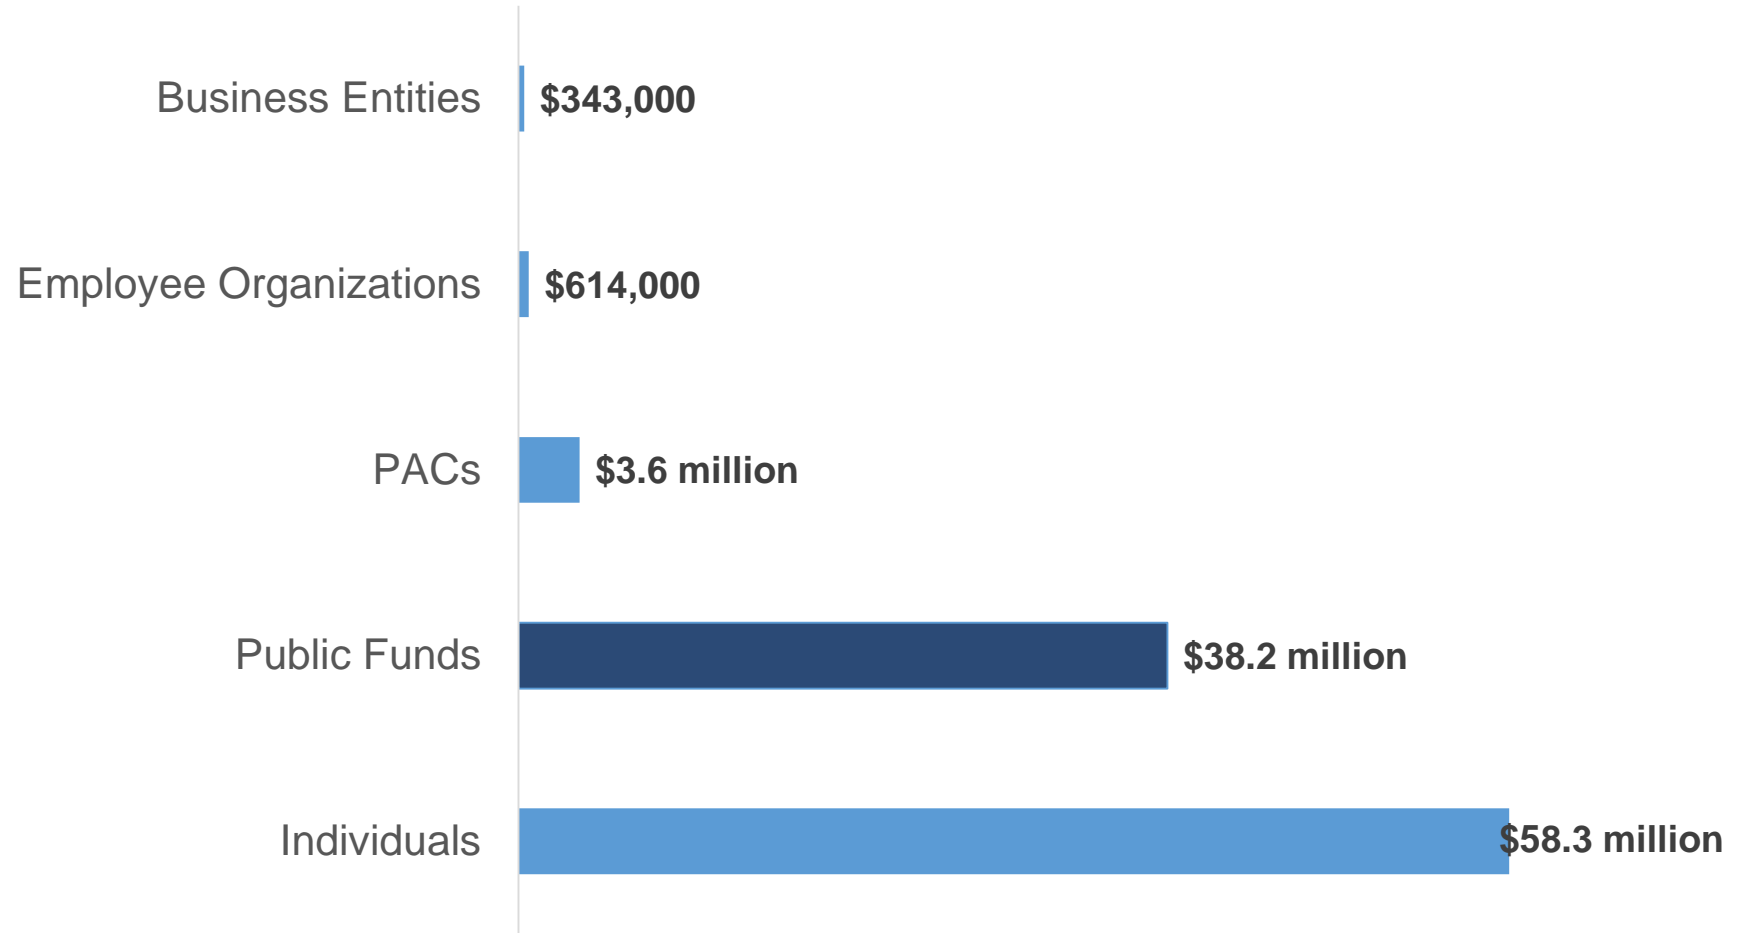 Business Entities $343,000
Employee Organizations $614,000
PACs $3.6 million
Public Funds $38.2 million
Individuals $58.3 million